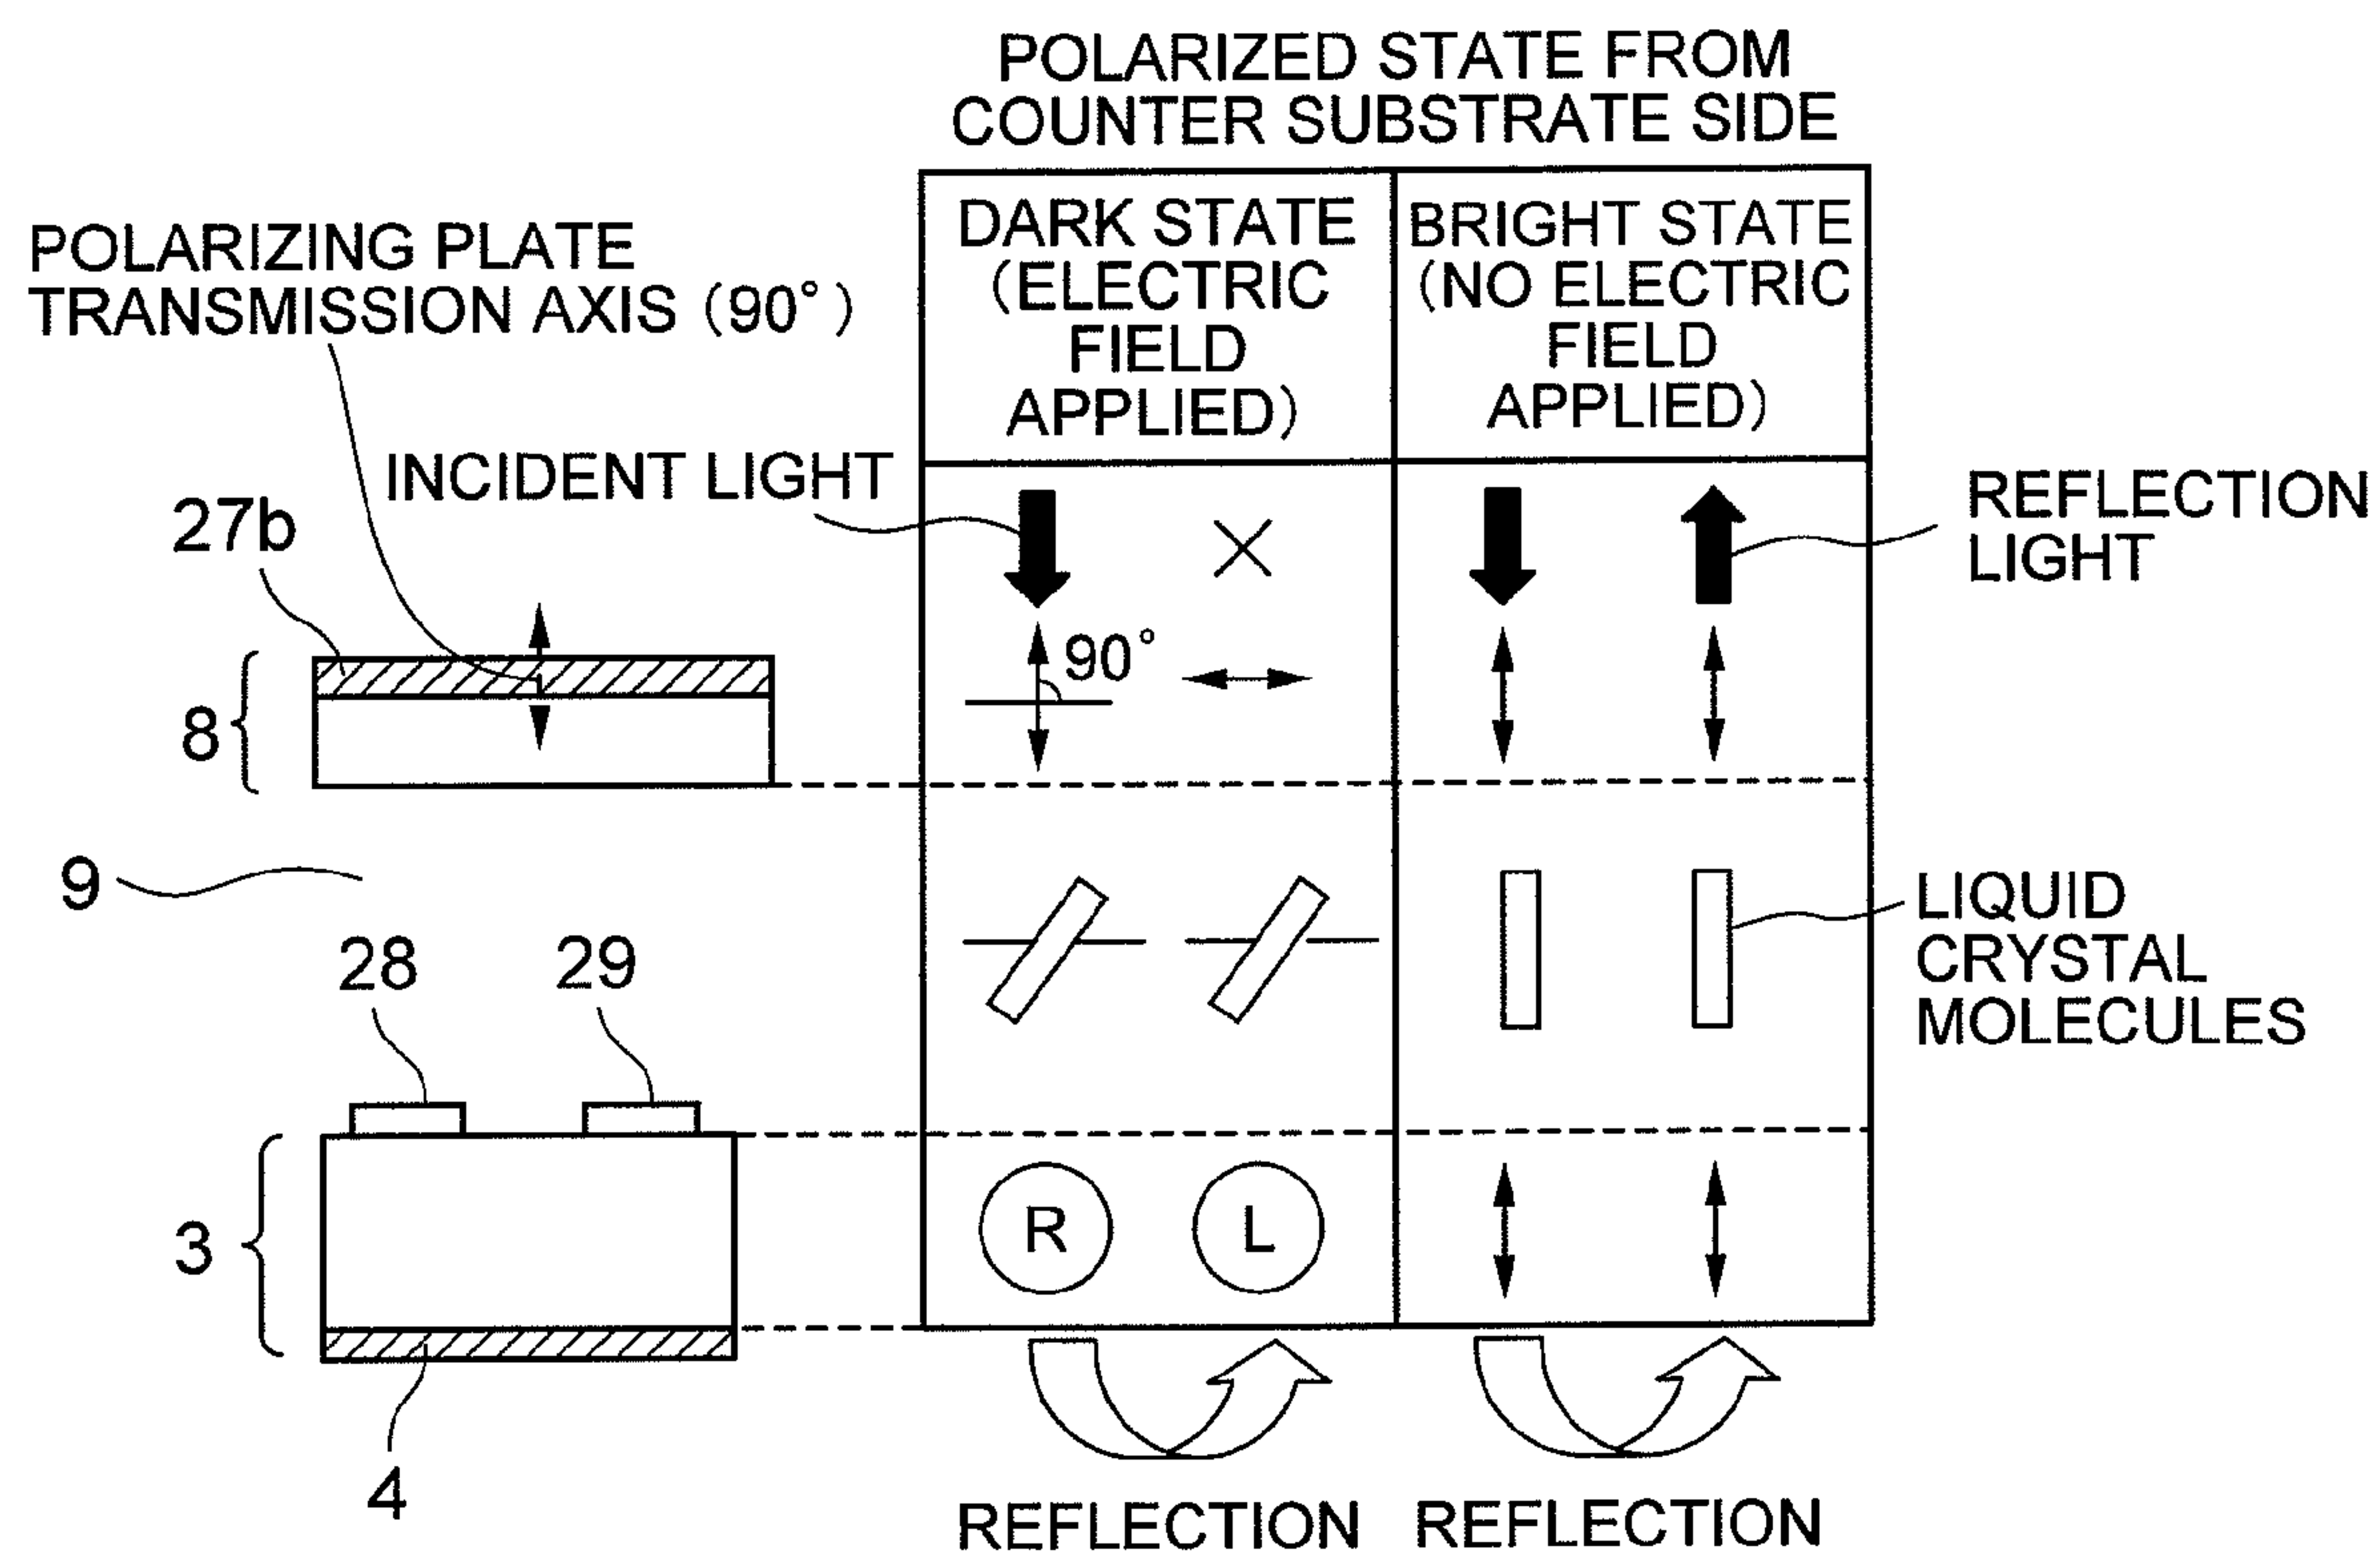 POLARIZED STATE FROM
COUNTER SUBSTRATE SIDE
DARK STATE
(ELECTRIC
FIELD
APPLIED)
BRIGHT STATE
(NO ELECTRIC
FIELD
APPLIED)
POLARIZING PLATE
TRANSMISSION AXIS (90°)
INCIDENT LIGHT
REFLECTION
LIGHT
27b
90°
8
9
28
29
LIQUID
CRYSTAL
MOLECULES
3
R
L
4
REFLECTION
REFLECTION